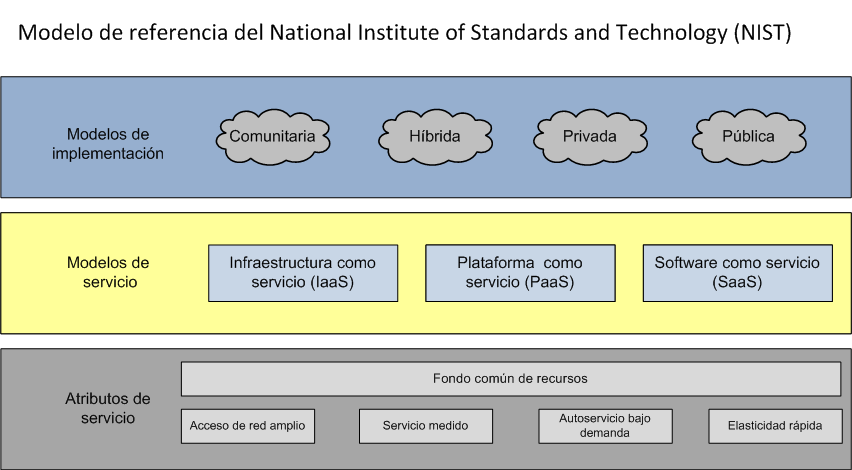 Modelo de referencia del National Institute of Standards and Technology (NIST)
Modelos de
implementación
Comunitaria
Híbrida
Privada
Pública
Modelos de
servicio
Infraestructura como
servicio (IaaS)
Plataforma como
servicio (PaaS)
Software como servicio
(SaaS)
Atributos de
servicio
Fondo común de recursos
Acceso de red amplio
Servicio medido
Autoservicio bajo
demanda
Elasticidad rápida